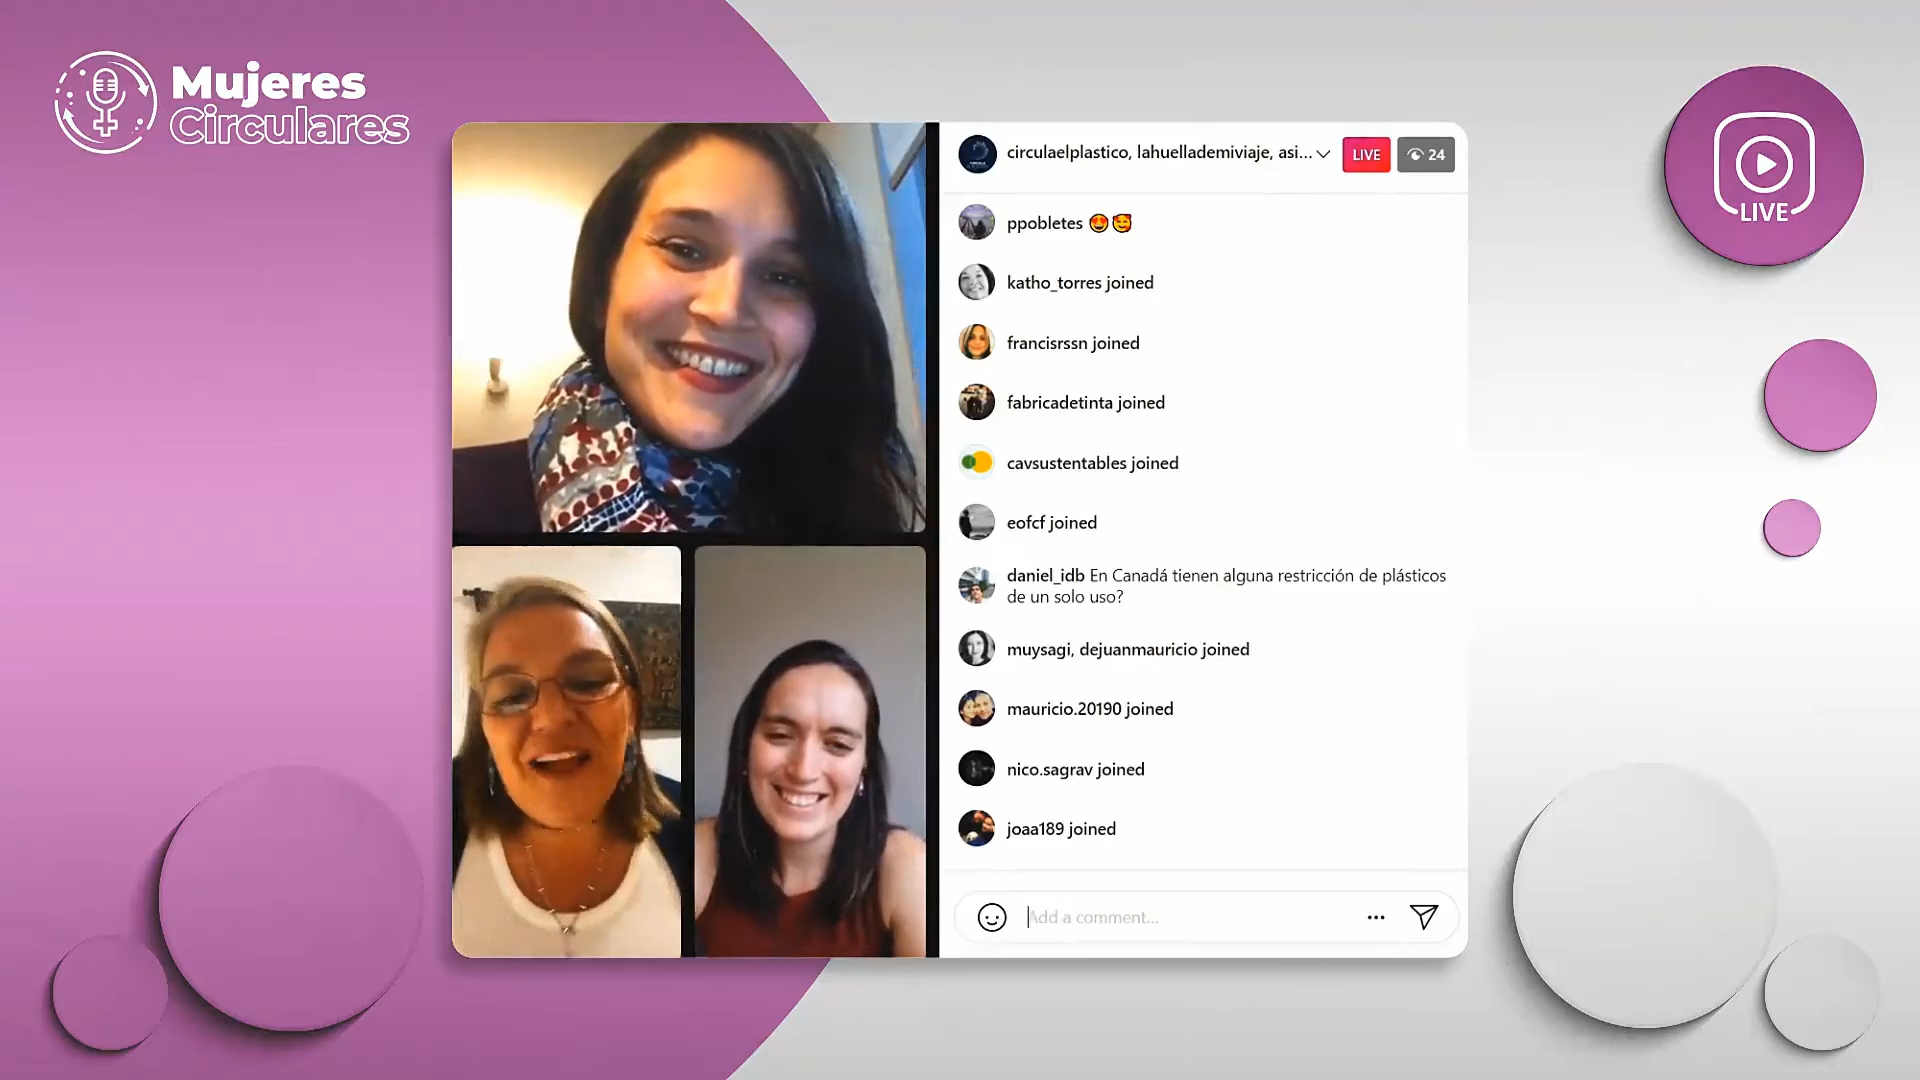 Mujeres
Circulares
circulaelplastico, lahuellademiviaje, asi...
LIVE
24
LIVE
ppobletes 😍🥰
katho_torres joined
francisrssn joined
fabricadetinta joined
cavsustentables joined
eofcf joined
daniel_idb En Canadá tienen alguna restricción de plásticos
de un solo uso?
muysagi, dejuanmauricio joined
mauricio.20190 joined
nico.sagrav joined
joaa189 joined
Add a comment...